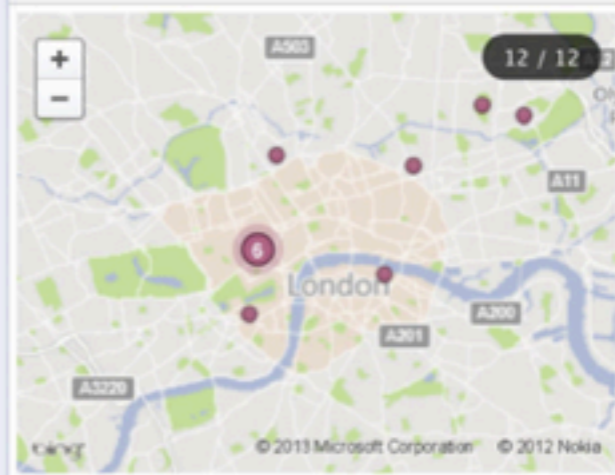 +
−
A503
12 / 12
A11
6
London
A200
A201
A3220
bing
© 2013 Microsoft Corporation © 2012 Nokia